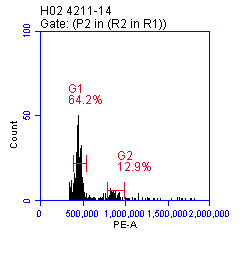 H02 4211-14
Gate: (P2 in (R2 in R1))
100
G1
64.2%
50
G2
12.9%
Count
0
0 500,000 1,000,000 1,500,000 2,000,000
PE-A